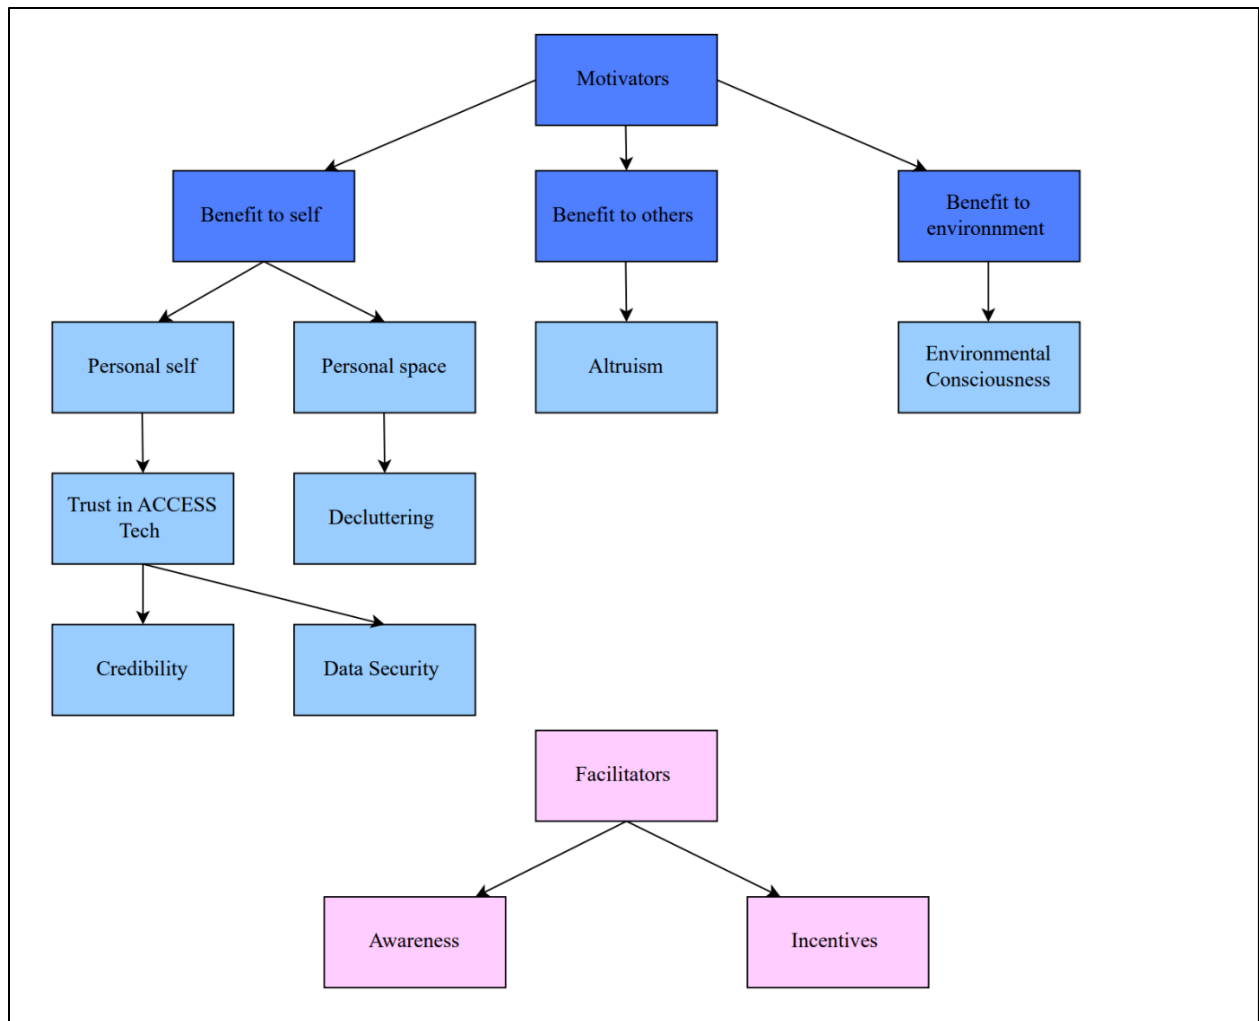 Motivators
Benefit to self
Benefit to others
Benefit to
environnment
Personal self
Personal space
Altruism
Environmental
Consciousness
Trust in ACCESS
Tech
Decluttering
Credibility
Data Security
Facilitators
Awareness
Incentives